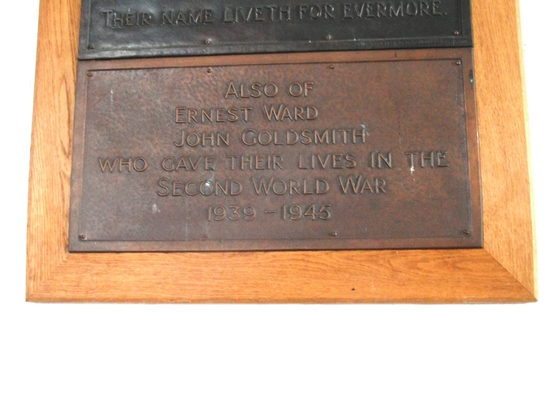 THEIR NAME LIVETH FOR EVERMORE.
ALSO OF
ERNEST WARD
JOHN GOLDSMITH
WHO GAVE THEIR LIVES IN THE
SECOND WORLD WAR
1939-1945